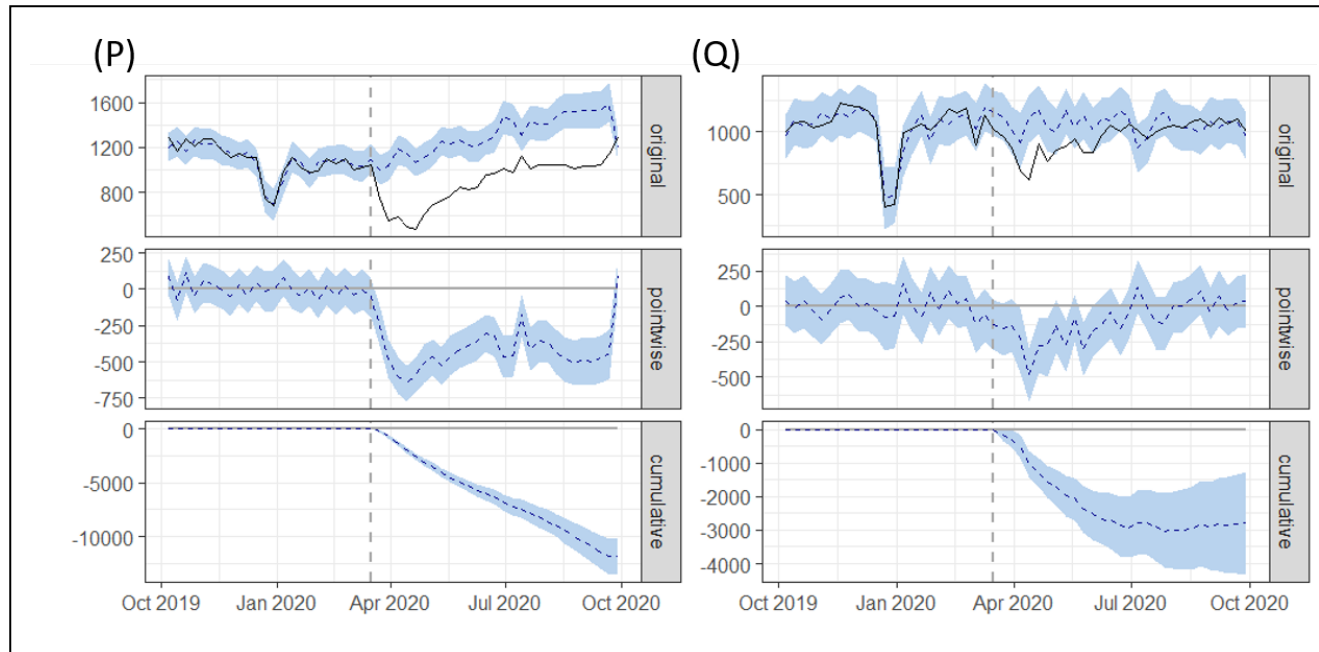 (P)
1600
1200
800
original
250
0
-250
-500
-750
pointwise
0
-5000
-10000
cumulative
Oct 2019 Jan 2020 Apr 2020 Jul 2020 Oct 2020
(Q)
1000
500
original
250
0
-250
-500
pointwise
0
-1000
-2000
-3000
-4000
cumulative
Oct 2019 Jan 2020 Apr 2020 Jul 2020 Oct 2020